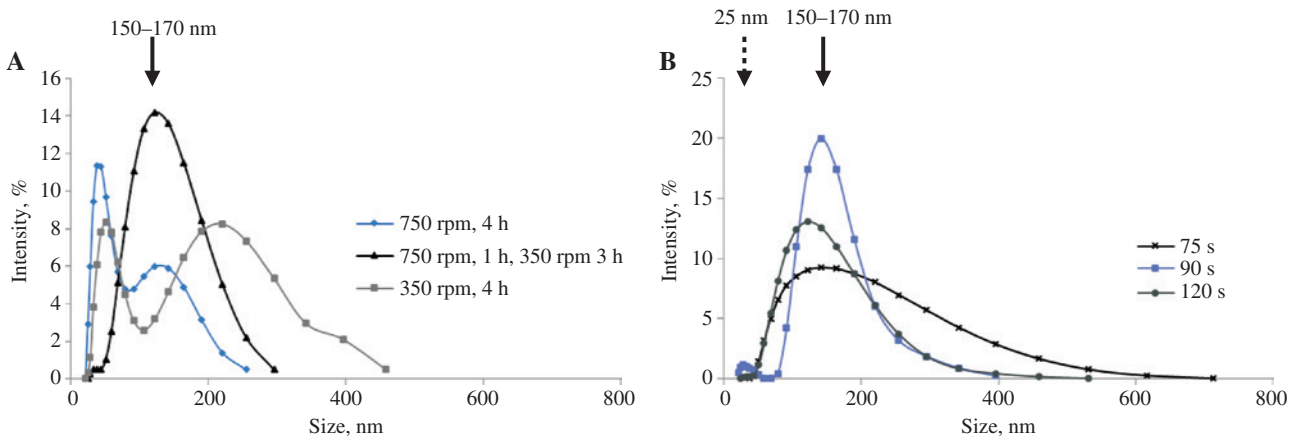 150–170 nm
A
16
14
12
10
8
6
4
2
0
Intensity, %
0 200 400 600 800
Size, nm
750 rpm, 4 h
750 rpm, 1 h, 350 rpm 3 h
350 rpm, 4 h
25 nm 150–170 nm
B
25
20
15
10
5
0
Intensity, %
0 200 400 600 800
Size, nm
75 s
90 s
120 s